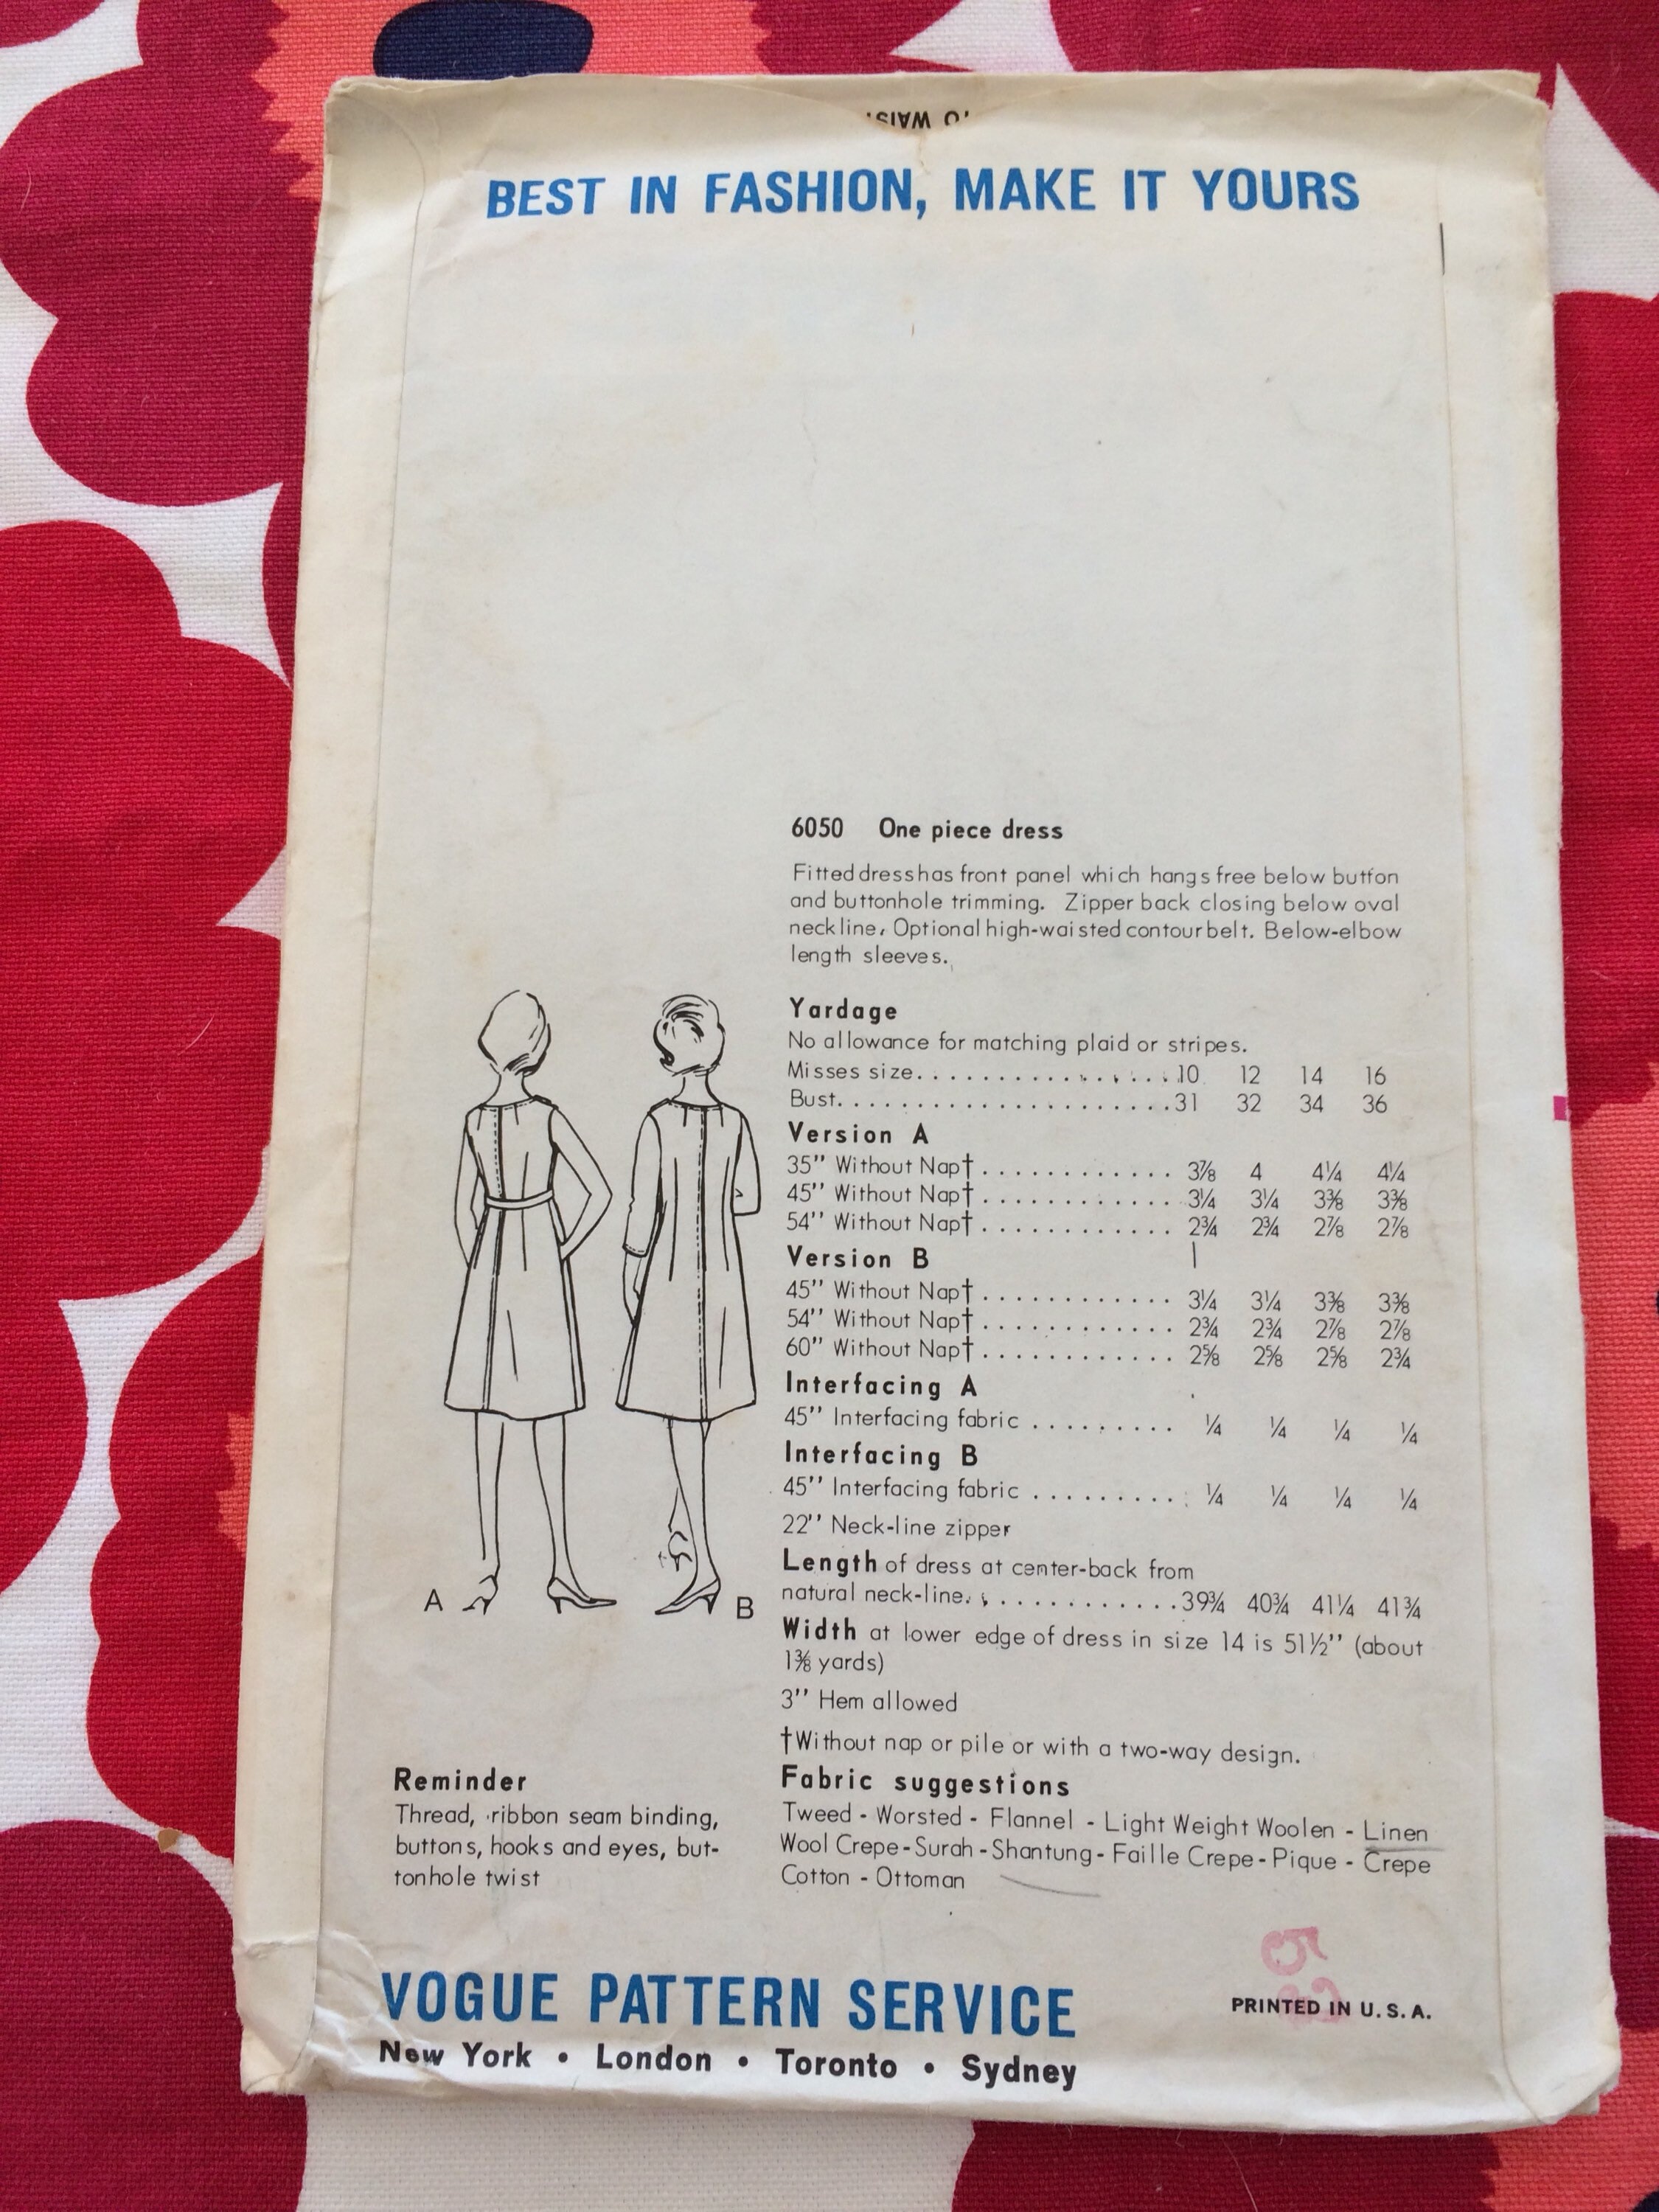 TO WAIS
BEST IN FASHION, MAKE IT YOURS
6050 One piece dress
Fitted dress has front panel which hangs free below button
and buttonhole trimming. Zipper back closing below oval
neckline. Optional high-waisted contour belt. Below-elbow
length sleeves.
Yardage
No allowance for matching plaid or stripes.
Misses size. . . . . . . . . . . . . . . . . 10 12 14 16
Bust. . . . . . . . . . . . . . . . . . . . . . 31 32 34 36
Version A
35'' Without Nap† . . . . . . . . . . . . 3⅞ 4 4¼ 4¼
45'' Without Nap† . . . . . . . . . . . . 3¼ 3¼ 3⅜ 3⅜
54'' Without Nap† . . . . . . . . . . . . 2¾ 2¾ 2⅞ 2⅞
Version B
45'' Without Nap† . . . . . . . . . . . . 3¼ 3¼ 3⅜ 3⅜
54'' Without Nap† . . . . . . . . . . . . 2¾ 2¾ 2⅞ 2⅞
60'' Without Nap† . . . . . . . . . . . . 2⅝ 2⅝ 2⅝ 2¾
Interfacing A
45'' Interfacing fabric . . . . . . . . . ¼ ¼ ¼ ¼
Interfacing B
45'' Interfacing fabric . . . . . . . . . ¼ ¼ ¼ ¼
22'' Neck-line zipper
Length of dress at center-back from
natural neck-line. . . . . . . . . . . . . . 39¾ 40¾ 41¼ 41¾
Width at lower edge of dress in size 14 is 51½'' (about
1⅜ yards)
3'' Hem allowed
†Without nap or pile or with a two-way design.
Fabric suggestions
Tweed - Worsted - Flannel - Light Weight Woolen - Linen
Wool Crepe - Surah - Shantung - Faille Crepe - Pique - Crepe
Cotton - Ottoman
A
B
Reminder
Thread, ribbon seam binding,
buttons, hooks and eyes, but-
tonhole twist
VOGUE PATTERN SERVICE
New York • London • Toronto • Sydney
PRINTED IN U.S.A.